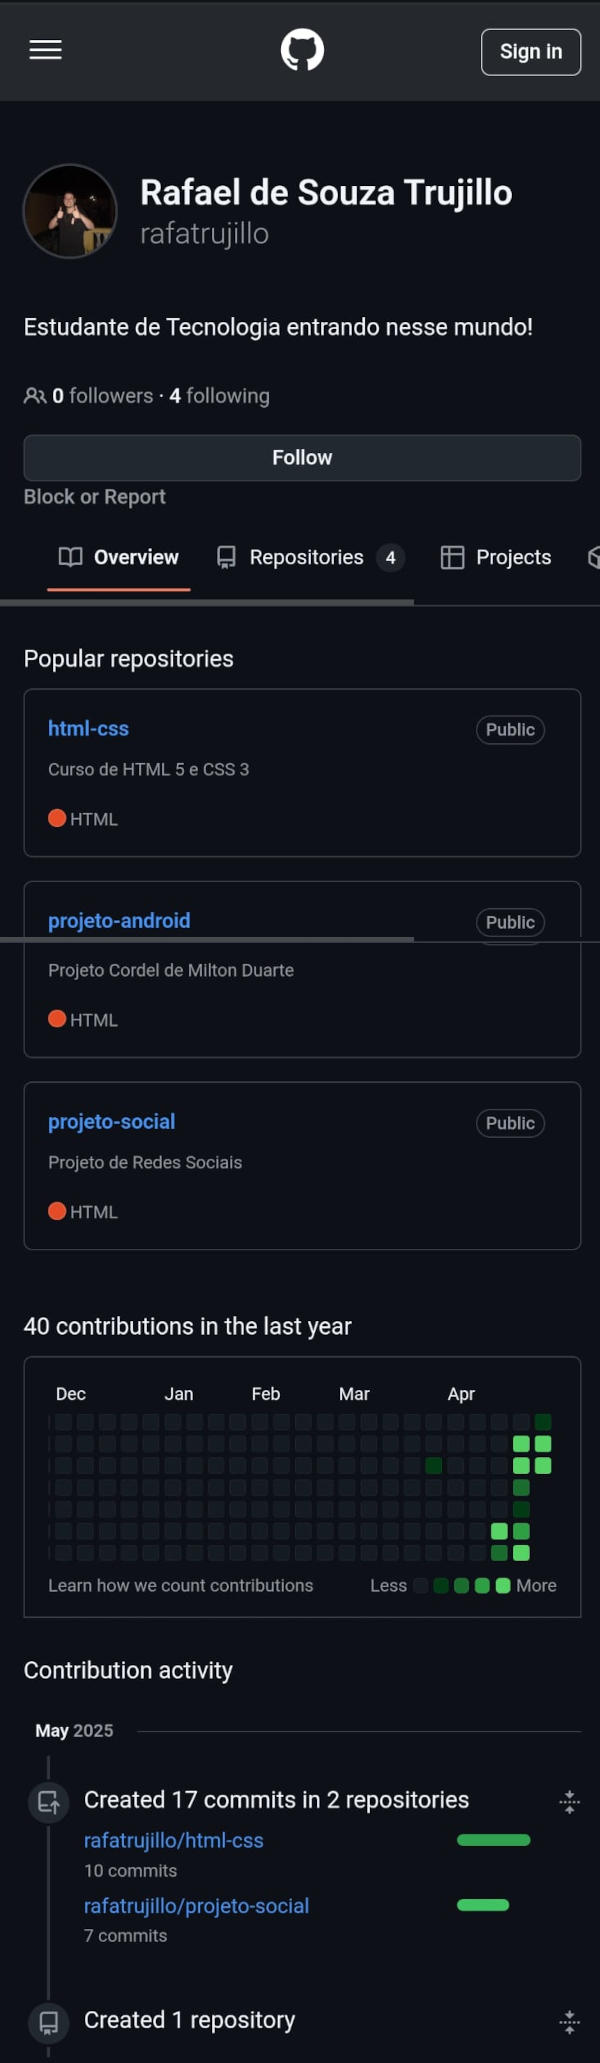 Sign in
Rafael de Souza Trujillo
rafatrujillo
Estudante de Tecnologia entrando nesse mundo!
0 followers · 4 following
Follow
Block or Report
Overview Repositories 4 Projects
Popular repositories
html-css Public
Curso de HTML 5 e CSS 3
HTML
projeto-android Public
Projeto Cordel de Milton Duarte
HTML
projeto-social Public
Projeto de Redes Sociais
HTML
40 contributions in the last year
Dec Jan Feb Mar Apr
Learn how we count contributions Less More
Contribution activity
May 2025
Created 17 commits in 2 repositories
rafatrujillo/html-css
10 commits
rafatrujillo/projeto-social
7 commits
Created 1 repository